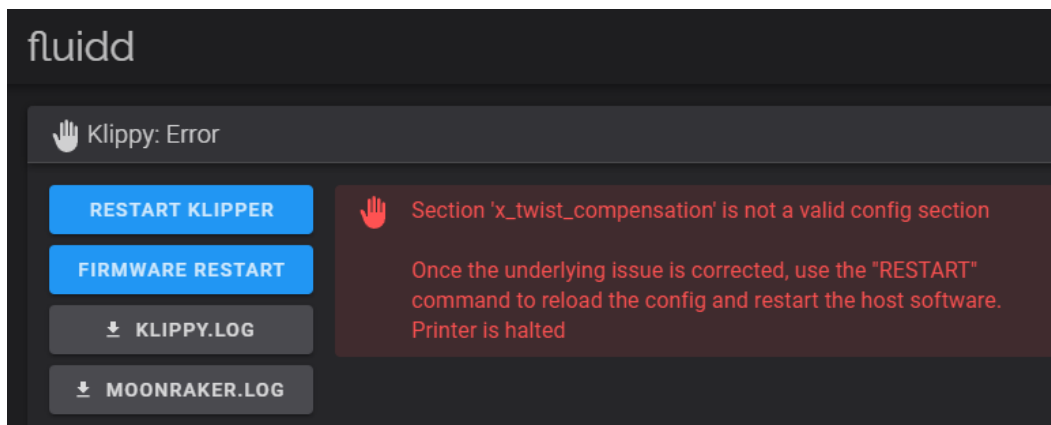 fluidd
Klippy: Error
RESTART KLIPPER
FIRMWARE RESTART
KLIPPY.LOG
MOONRAKER.LOG
Section 'x_twist_compensation' is not a valid config section
Once the underlying issue is corrected, use the "RESTART"
command to reload the config and restart the host software.
Printer is halted